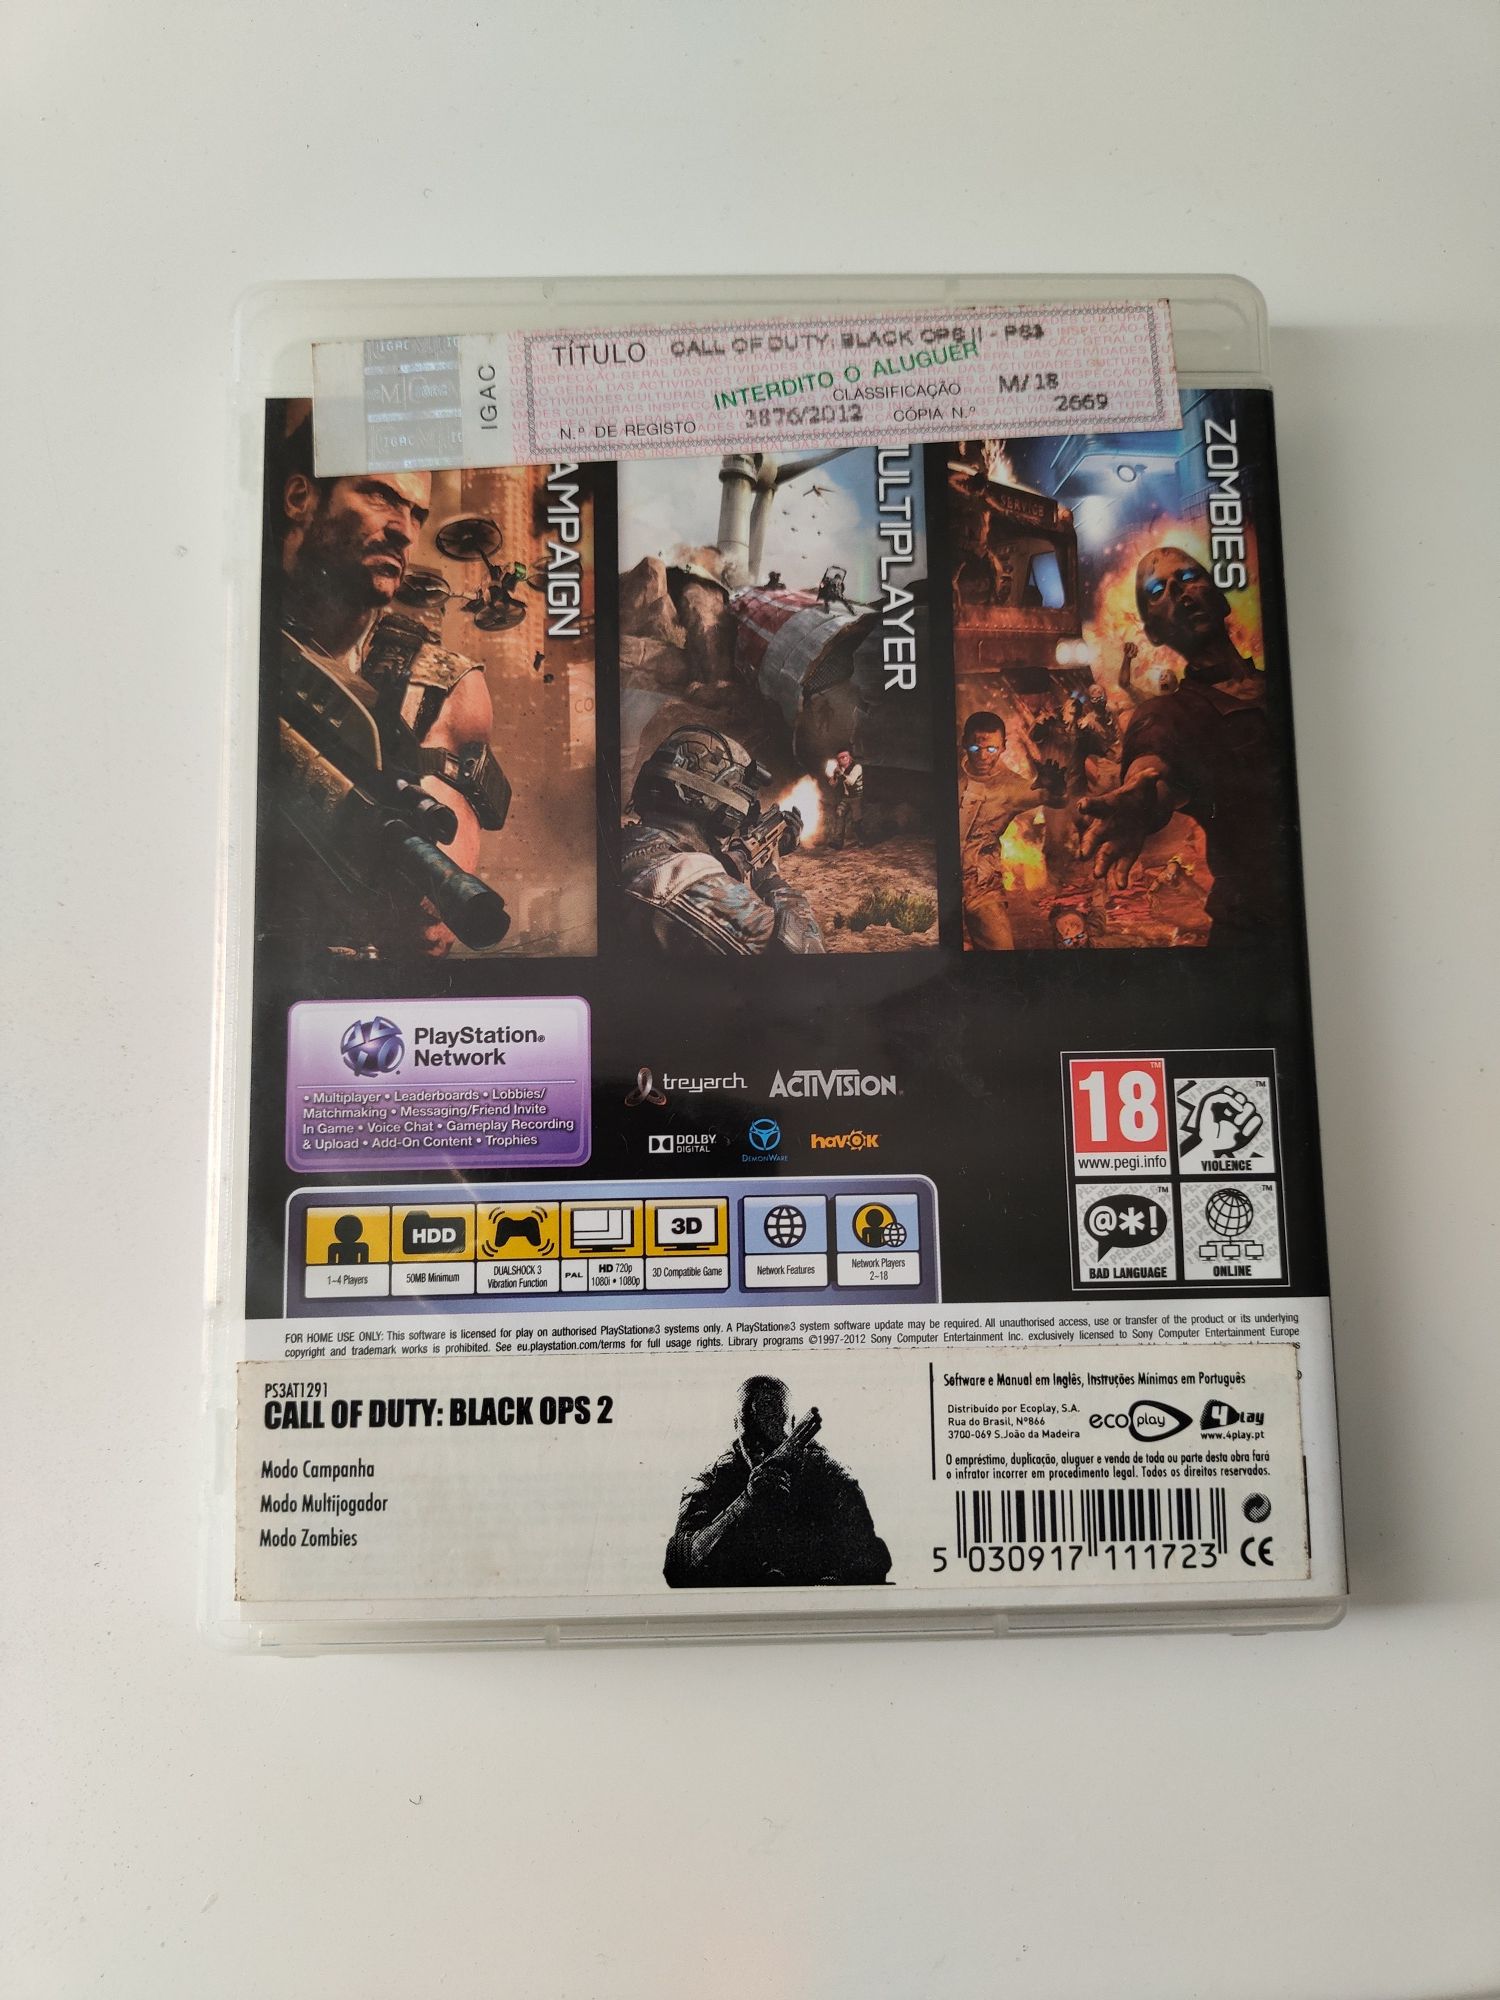 IGAC
TÍTULO CALL OF DUTY: BLACK OPS II - PS3
INTERDITO O ALUGUER
CLASSIFICAÇÃO M/18
N.º DE REGISTO 3876/2012 CÓPIA N.º 2669
AMPAIGN
ULTIPLAYER
ZOMBIES
SERVICE
PlayStation®
Network
• Multiplayer • Leaderboards • Lobbies/
Matchmaking • Messaging/Friend Invite
In Game • Voice Chat • Gameplay Recording
& Upload • Add-On Content • Trophies
treyarch ACTIVISION®
DOLBY
DIGITAL
DEMONWARE
havok
18
www.pegi.info
VIOLENCE
@*!
BAD LANGUAGE
ONLINE
1-4 Players
HDD
50MB Minimum
DUALSHOCK 3
Vibration Function
PAL
HD 720p
1080i • 1080p
3D
3D Compatible Game
Network Features
Network Players
2-18
FOR HOME USE ONLY: This software is licensed for play on authorised PlayStation®3 systems only. A PlayStation®3 system software update may be required. All unauthorised access, use or transfer of the product or its underlying
copyright and trademark works is prohibited. See eu.playstation.com/terms for full usage rights. Library programs ©1997-2012 Sony Computer Entertainment Inc. exclusively licensed to Sony Computer Entertainment Europe
PS3AT1291
CALL OF DUTY: BLACK OPS 2
Modo Campanha
Modo Multijogador
Modo Zombies
Software e Manual em Inglês, Instruções Mínimas em Português
Distribuído por Ecoplay, S.A.
Rua do Brasil, Nº866
3700-069 S.João da Madeira
eco play
4Play
www.4play.pt
O empréstimo, duplicação, aluguer e venda de toda ou parte desta obra fará
o infrator incorrer em procedimento legal. Todos os direitos reservados.
5 030917 111723
CE